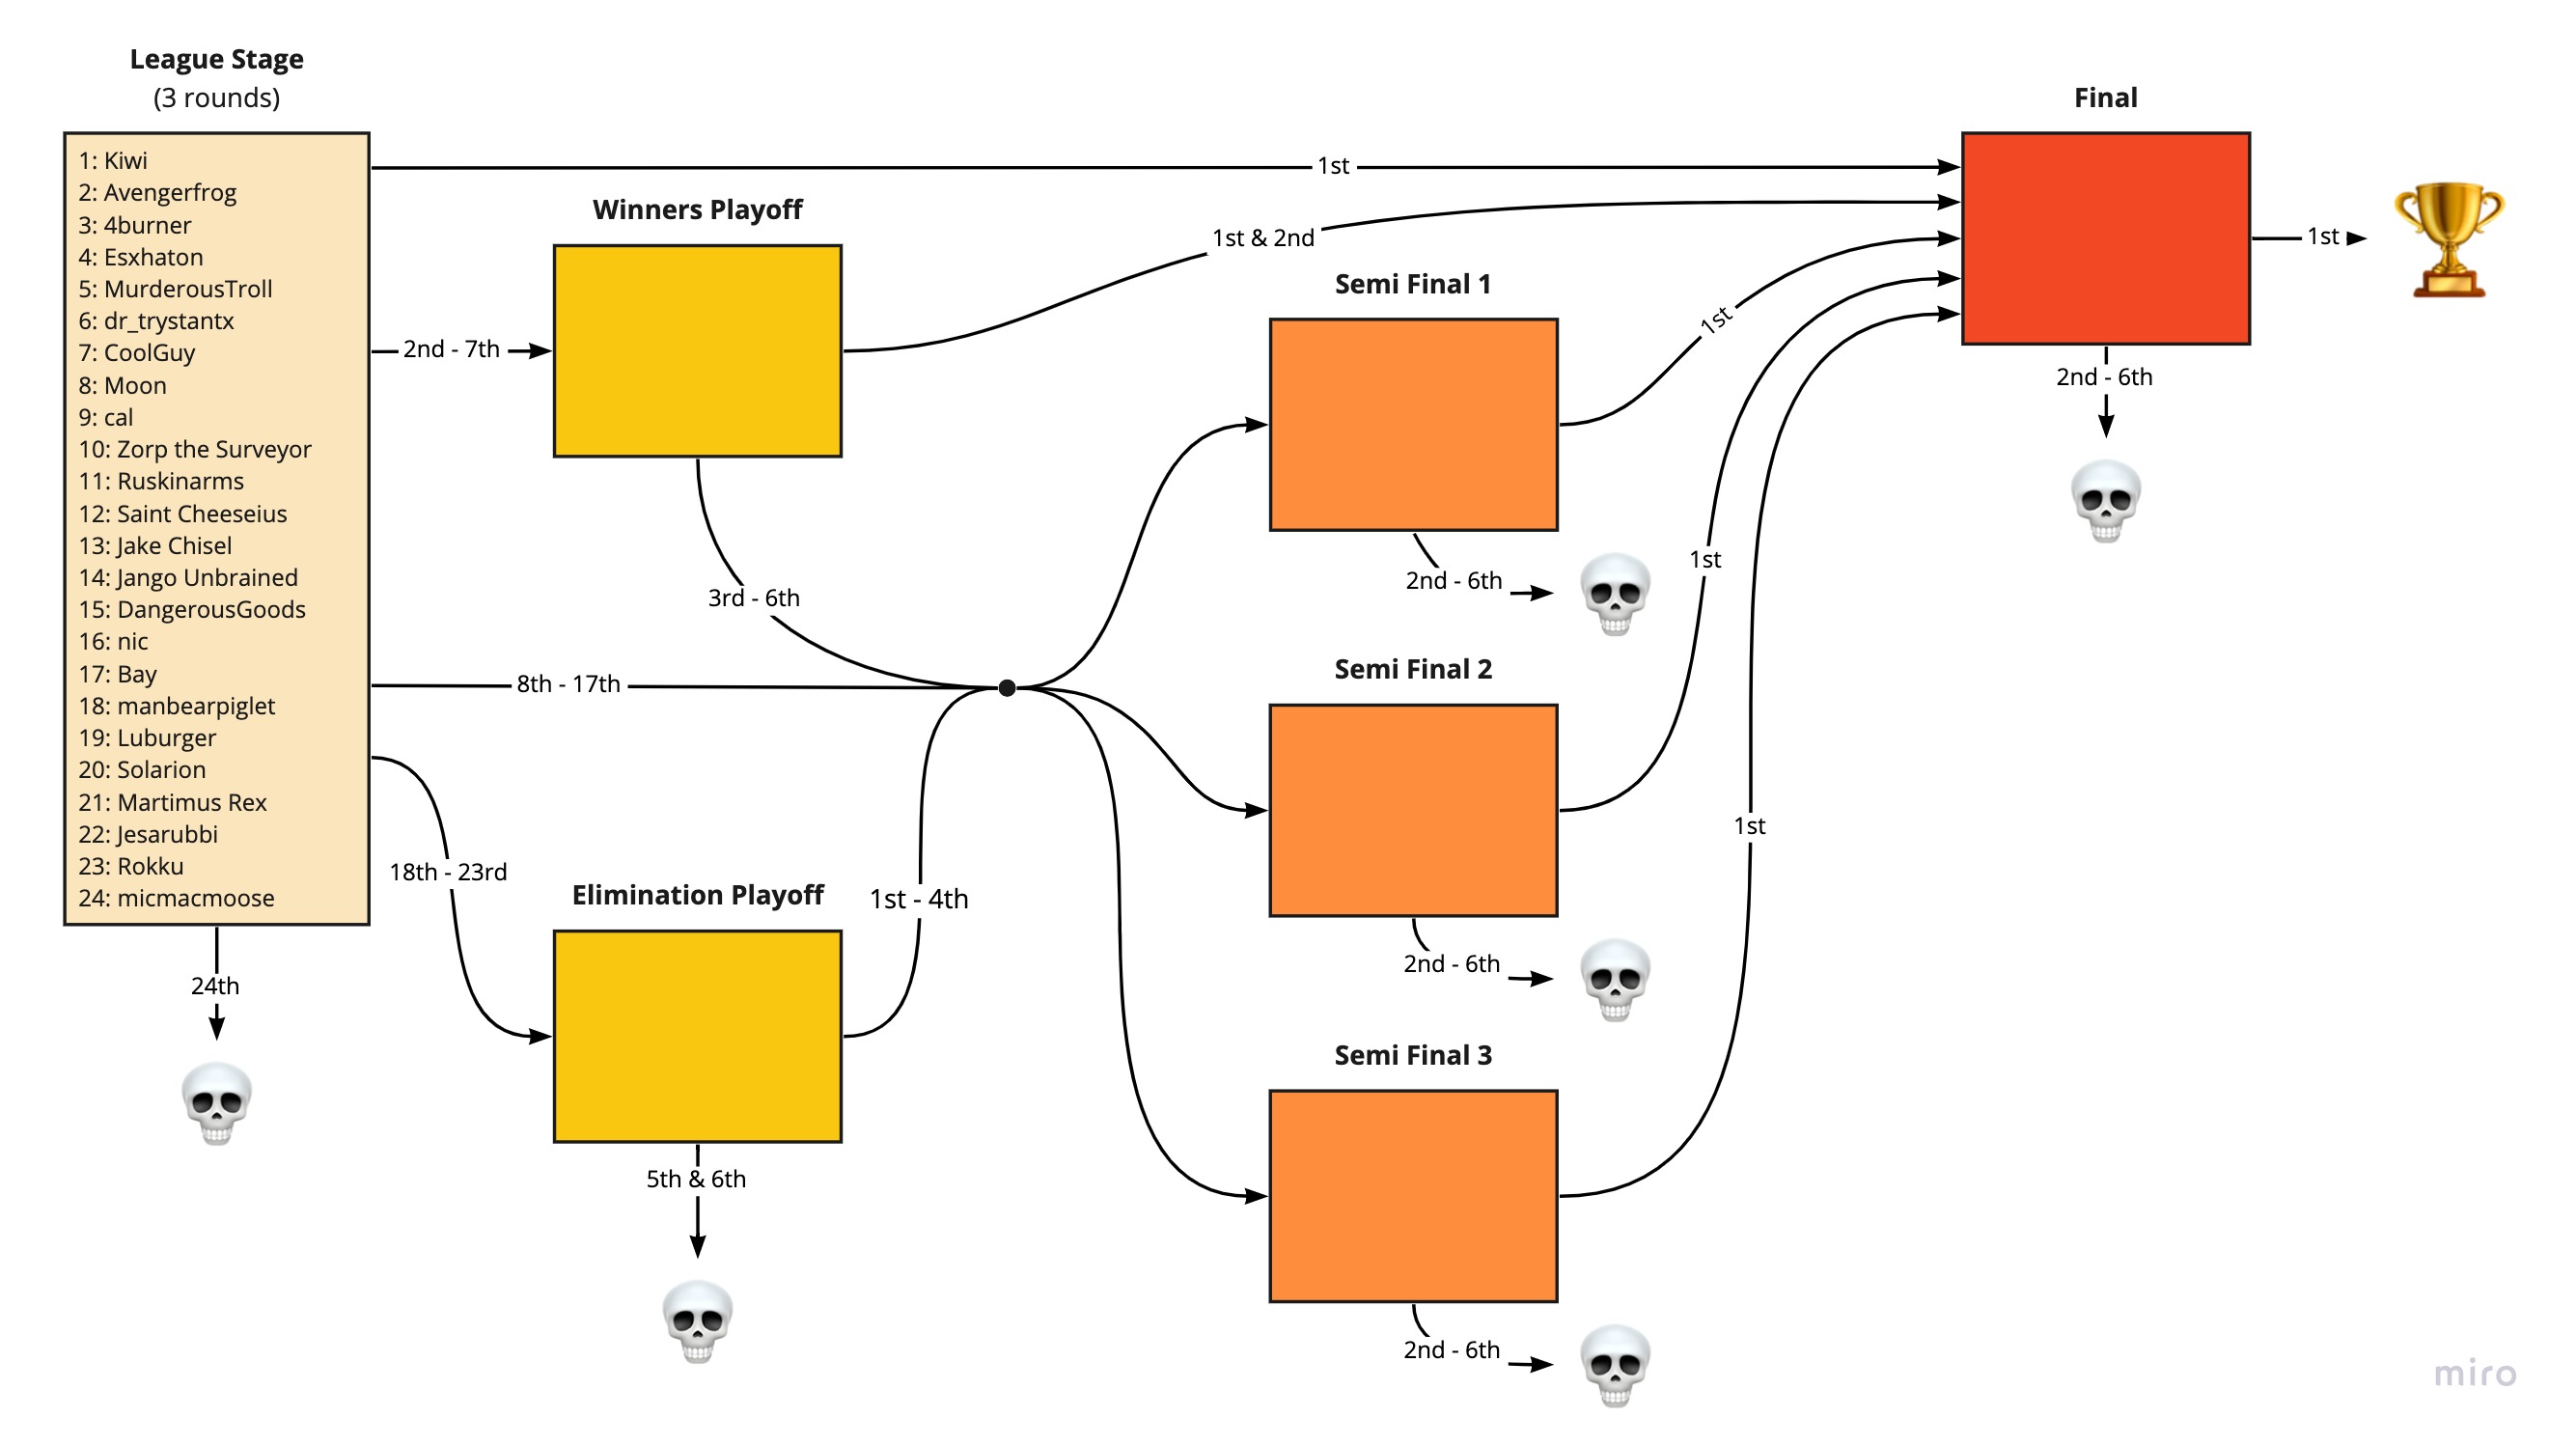 League Stage
(3 rounds)
1: Kiwi
2: Avengerfrog
3: 4burner
4: Esxhaton
5: MurderousTroll
6: dr_trystantx
7: CoolGuy
8: Moon
9: cal
10: Zorp the Surveyor
11: Ruskinarms
12: Saint Cheeseius
13: Jake Chisel
14: Jango Unbrained
15: DangerousGoods
16: nic
17: Bay
18: manbearpiglet
19: Luburger
20: Solarion
21: Martimus Rex
22: Jesarubbi
23: Rokku
24: micmacmoose
24th
1st
2nd - 7th
8th - 17th
18th - 23rd
Winners Playoff
1st & 2nd
3rd - 6th
Elimination Playoff
1st - 4th
5th & 6th
Semi Final 1
1st
2nd - 6th
Semi Final 2
1st
2nd - 6th
Semi Final 3
1st
2nd - 6th
Final
1st
2nd - 6th
miro